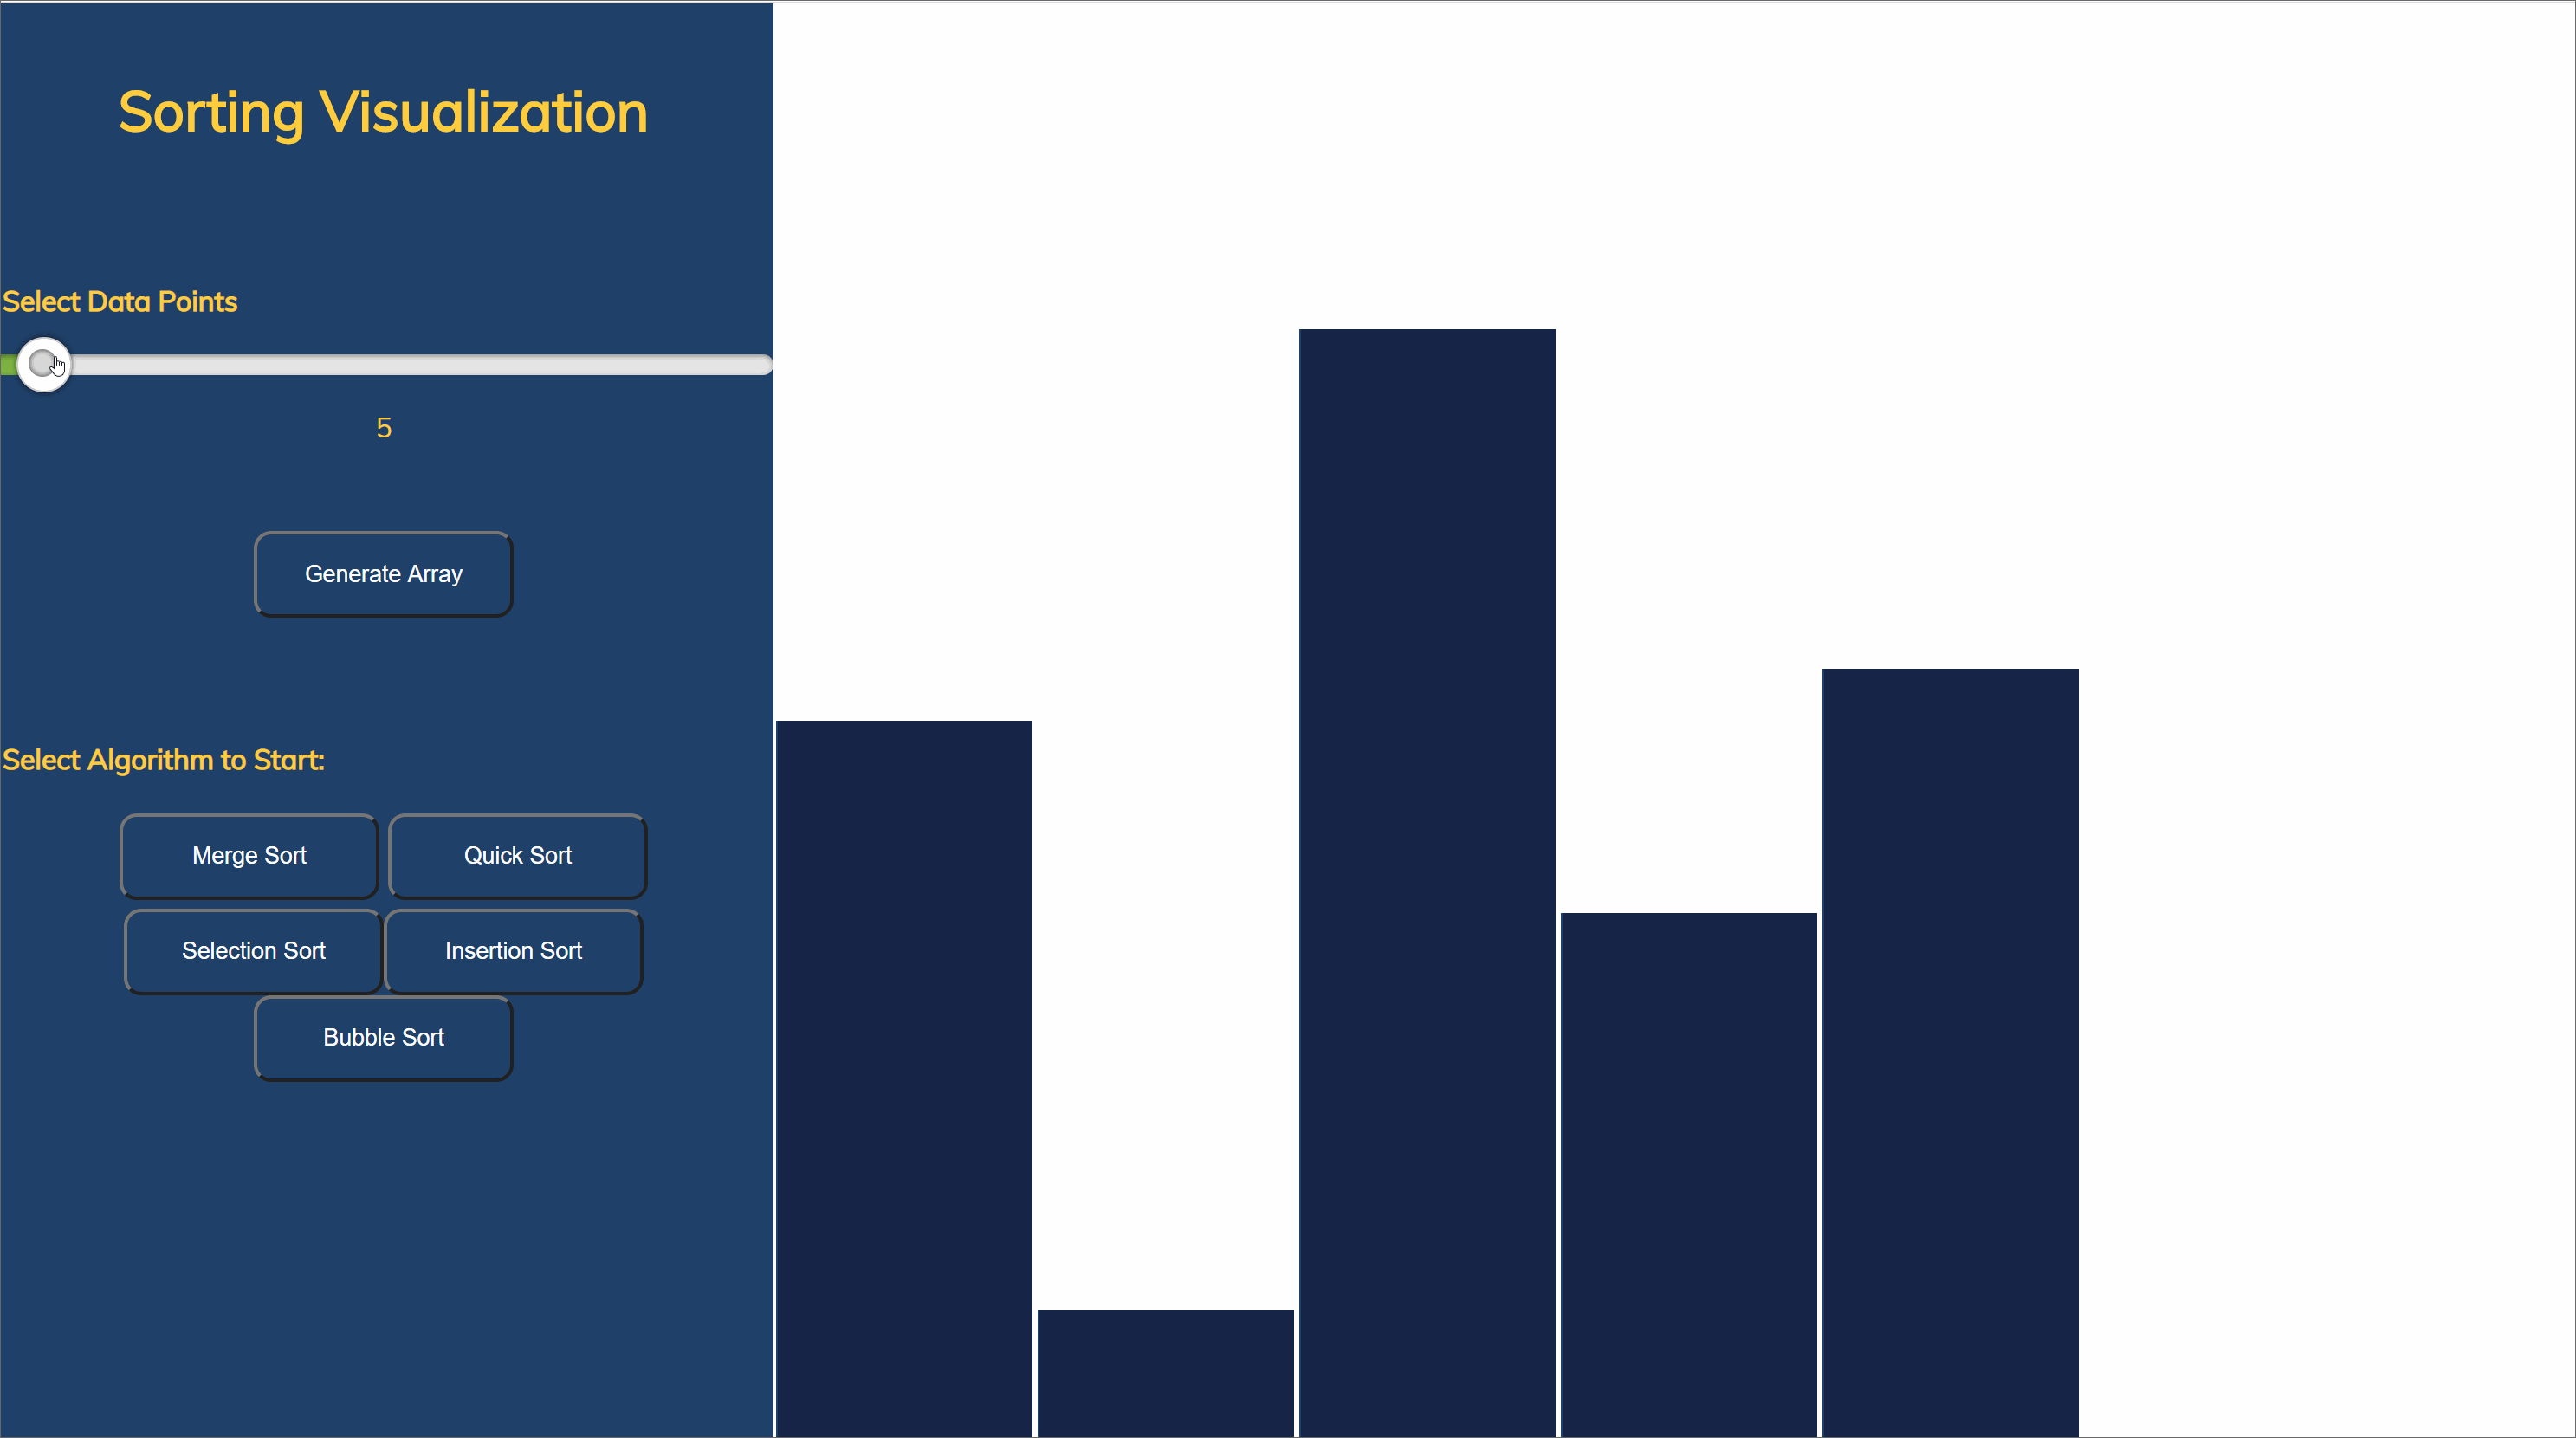 Sorting Visualization
Select Data Points
5
Generate Array
Select Algorithm to Start:
Merge Sort
Quick Sort
Selection Sort
Insertion Sort
Bubble Sort